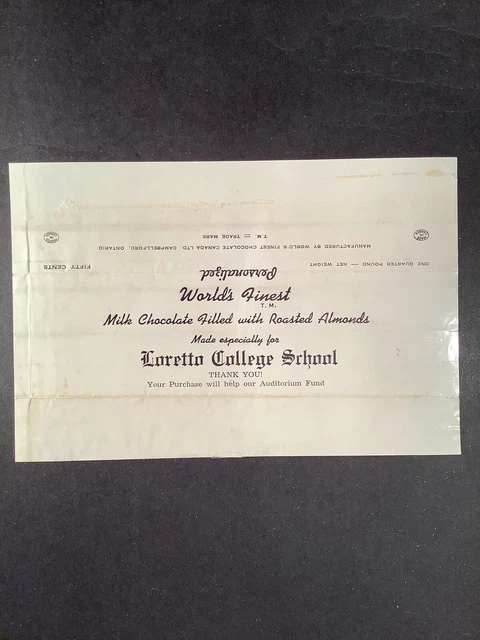 T. M. — TRADE MARK
MANUFACTURED BY WORLD'S FINEST CHOCOLATE CANADA LTD. CAMPBELLFORD, ONTARIO
ONE QUARTER POUND — NET WEIGHT
Personalized
FIFTY CENTS
World's Finest
T. M.
Milk Chocolate Filled with Roasted Almonds
Made especially for
Loretto College School
THANK YOU!
Your Purchase will help our Auditorium Fund